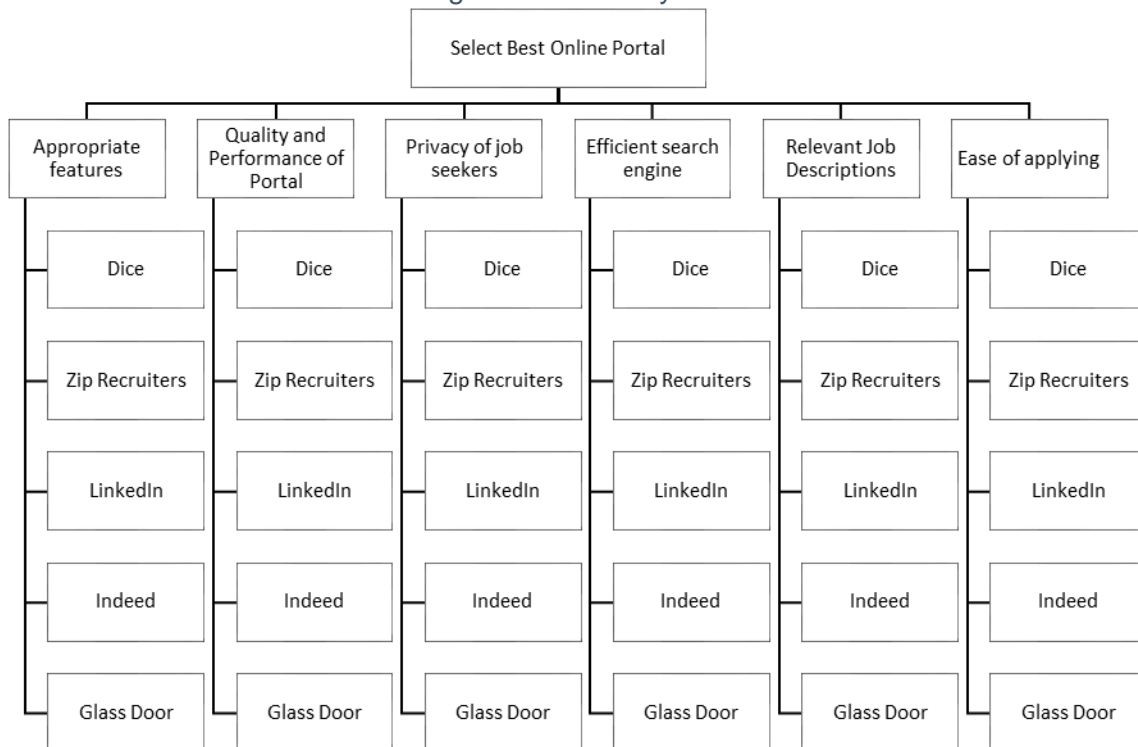 Select Best Online Portal
Appropriate
features
Quality and
Performance of
Portal
Privacy of job
seekers
Efficient search
engine
Relevant Job
Descriptions
Ease of applying
Dice
Dice
Dice
Dice
Dice
Dice
Zip Recruiters
Zip Recruiters
Zip Recruiters
Zip Recruiters
Zip Recruiters
Zip Recruiters
LinkedIn
LinkedIn
LinkedIn
LinkedIn
LinkedIn
LinkedIn
Indeed
Indeed
Indeed
Indeed
Indeed
Indeed
Glass Door
Glass Door
Glass Door
Glass Door
Glass Door
Glass Door